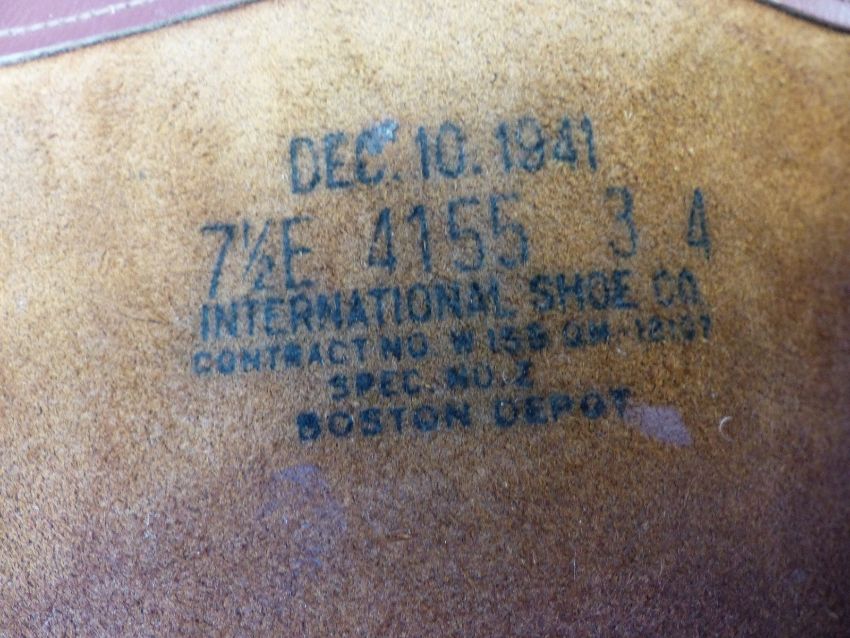 DEC. 10. 1941
7½E 4155 3 4
INTERNATIONAL SHOE CO.
CONTRACT NO W 155 QM-12107
SPEC. NO. Z
BOSTON DEPOT